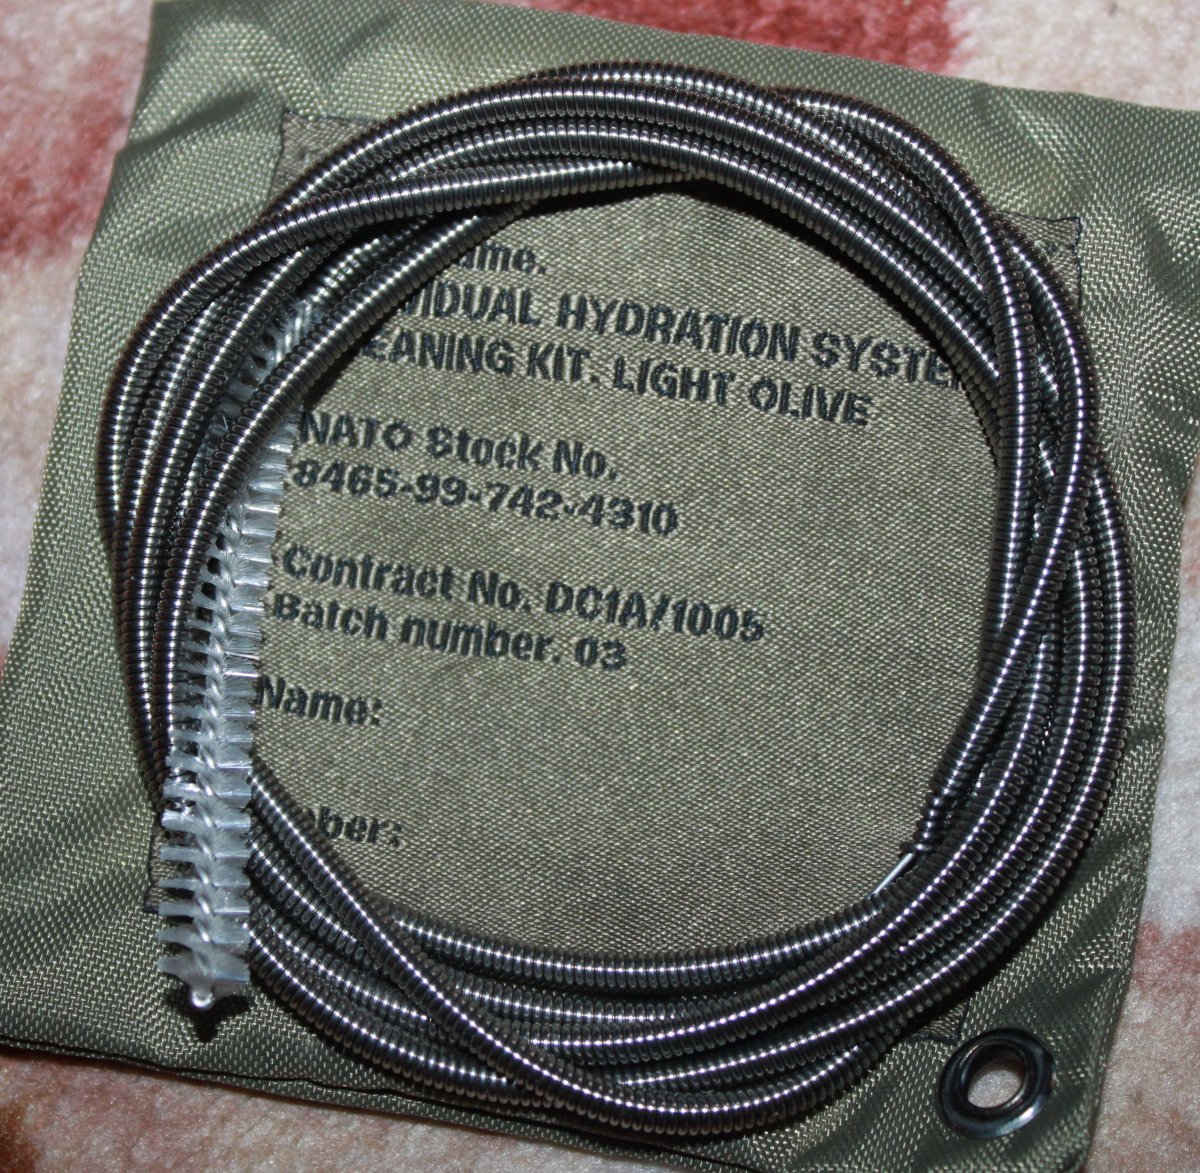 ame.
VIDUAL HYDRATION SYSTE
EANING KIT. LIGHT OLIVE
NATO Stock No.
8465-99-742-4310
Contract No. DC1A/1005
Batch number. 03
Name:
ber: